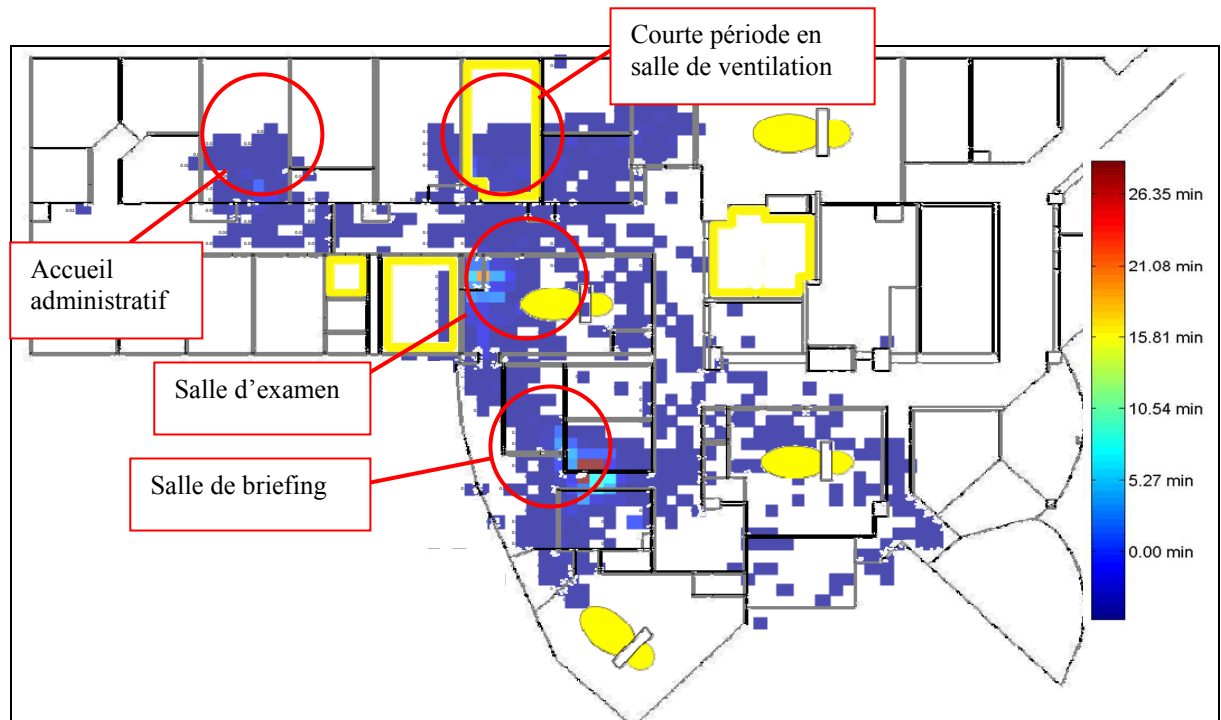 Courte période en
salle de ventilation
Accueil
administratif
Salle d'examen
Salle de briefing
26.35 min
21.08 min
15.81 min
10.54 min
5.27 min
0.00 min